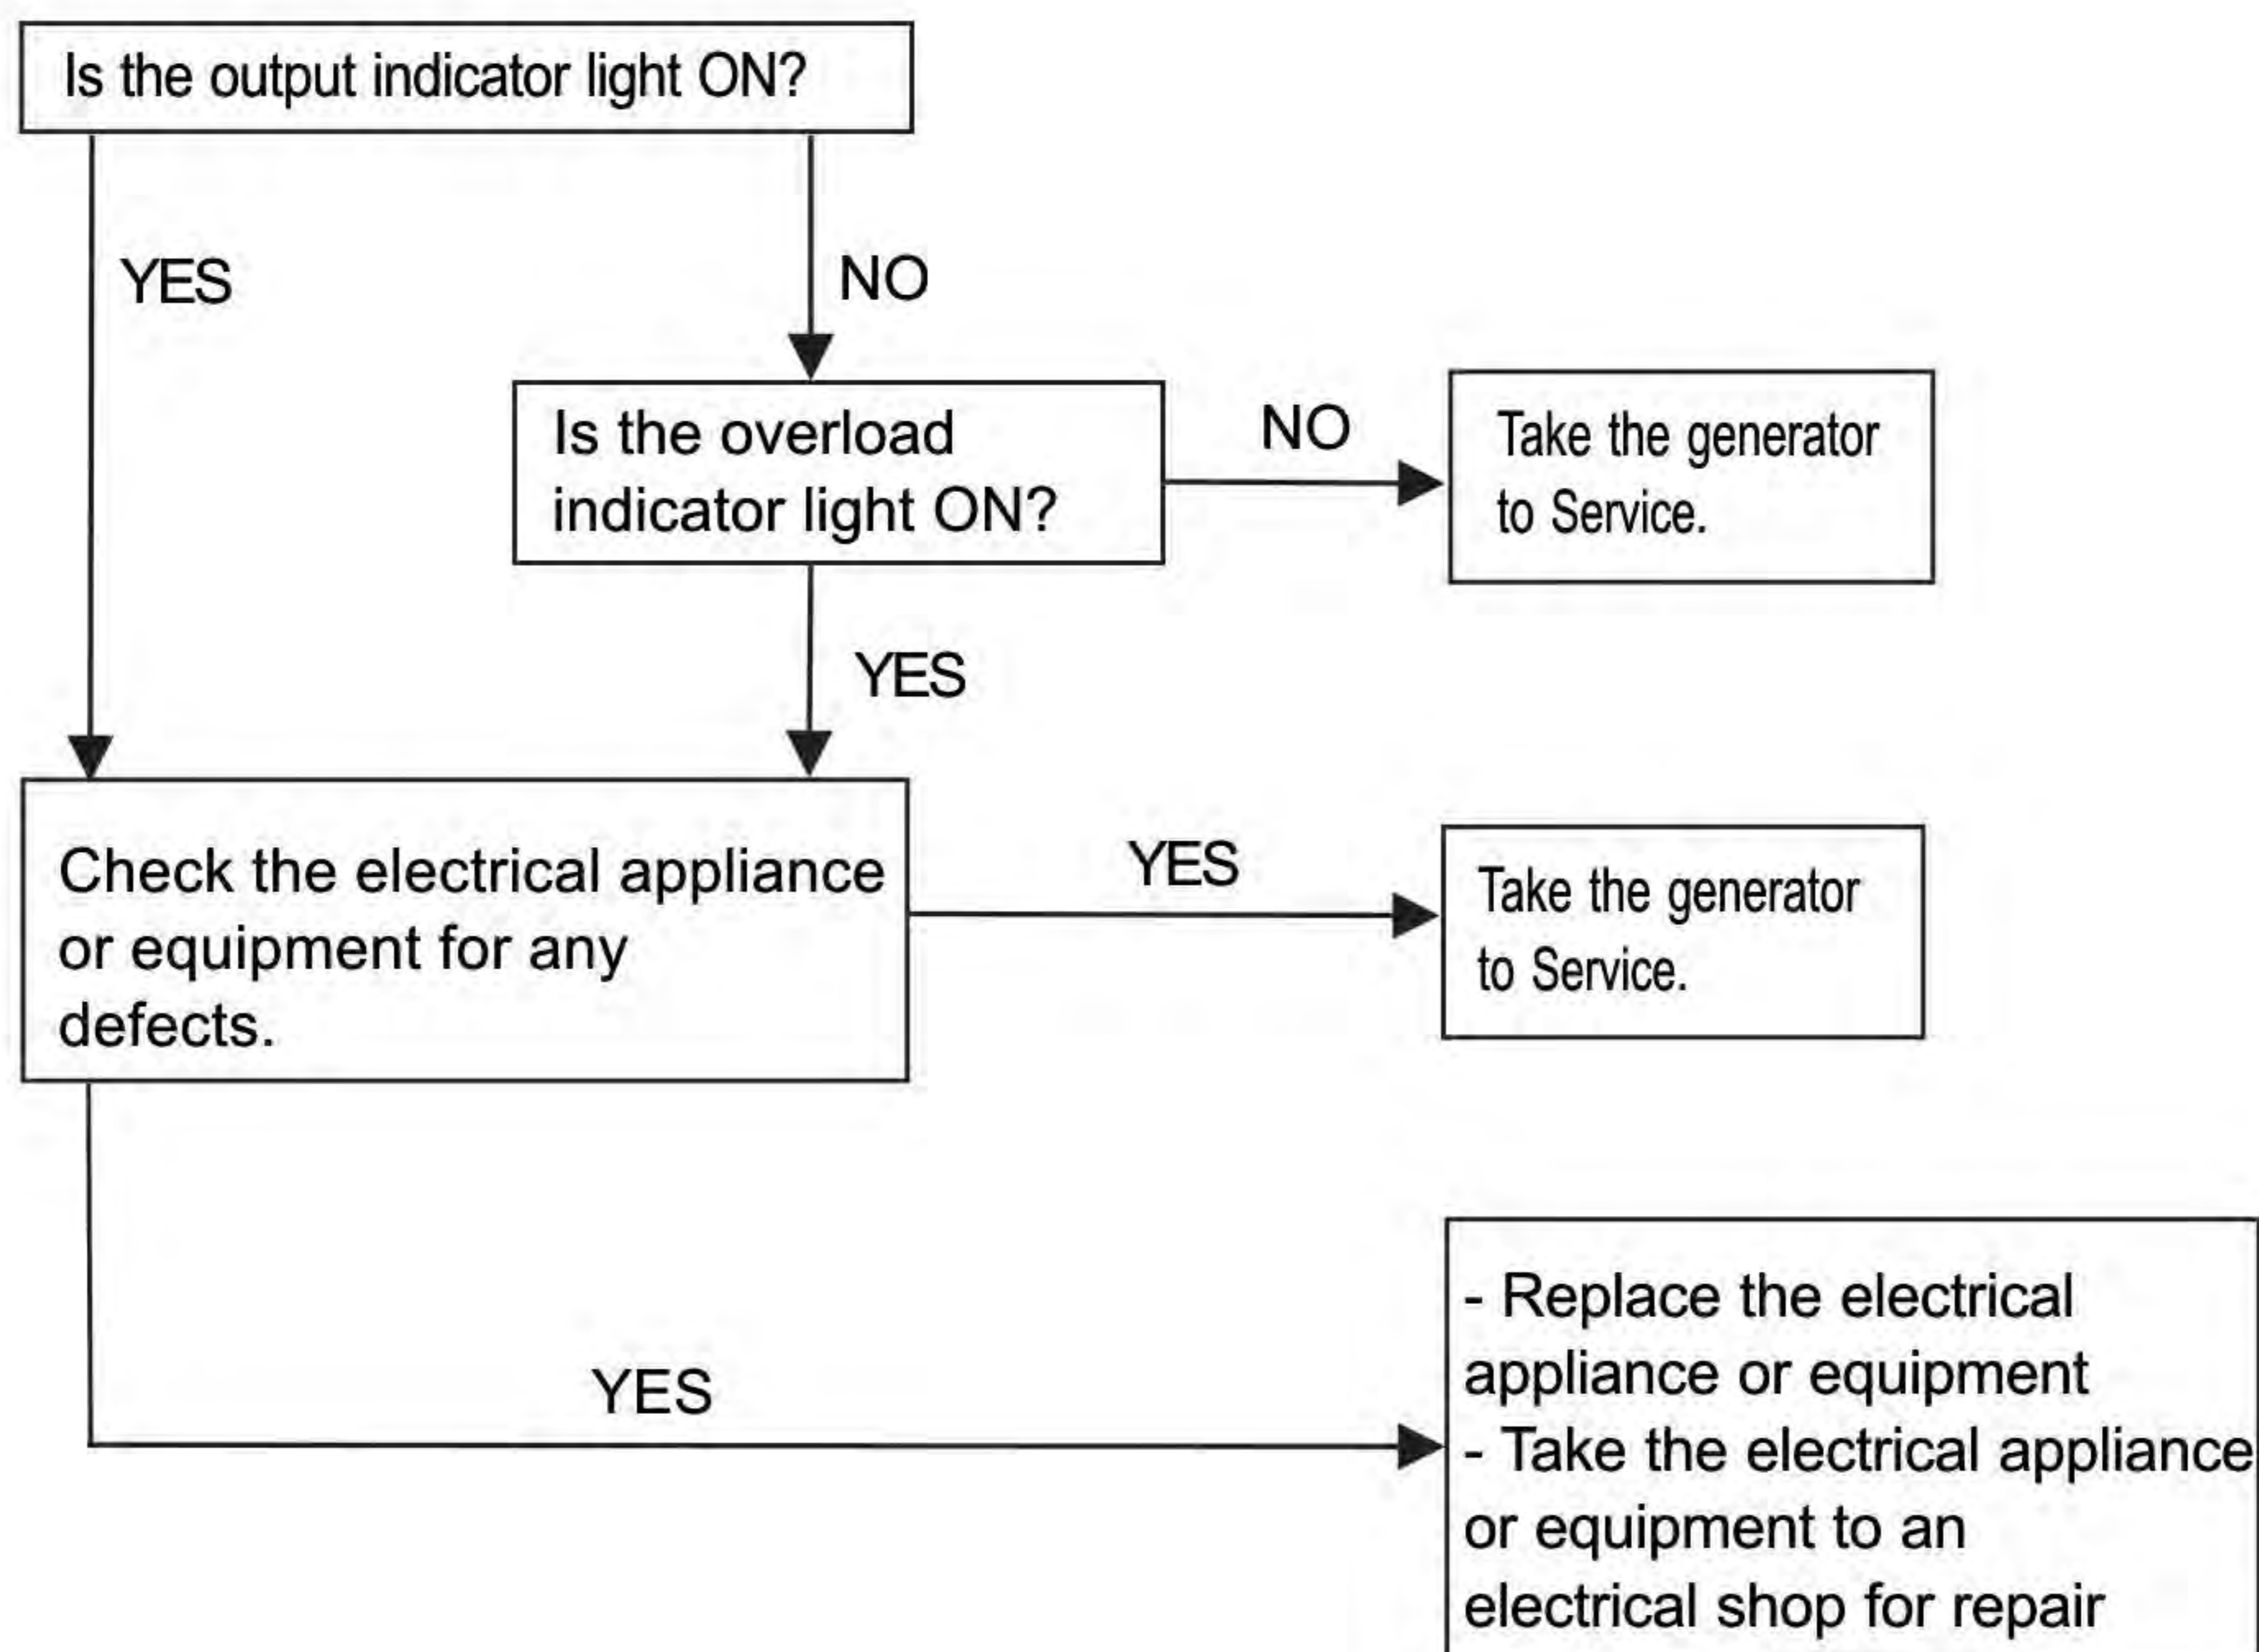 Is the output indicator light ON?
YES
NO
Is the overload
indicator light ON?
NO
Take the generator
to Service.
YES
Check the electrical appliance
or equipment for any
defects.
YES
Take the generator
to Service.
YES
- Replace the electrical
appliance or equipment
- Take the electrical appliance
or equipment to an
electrical shop for repair